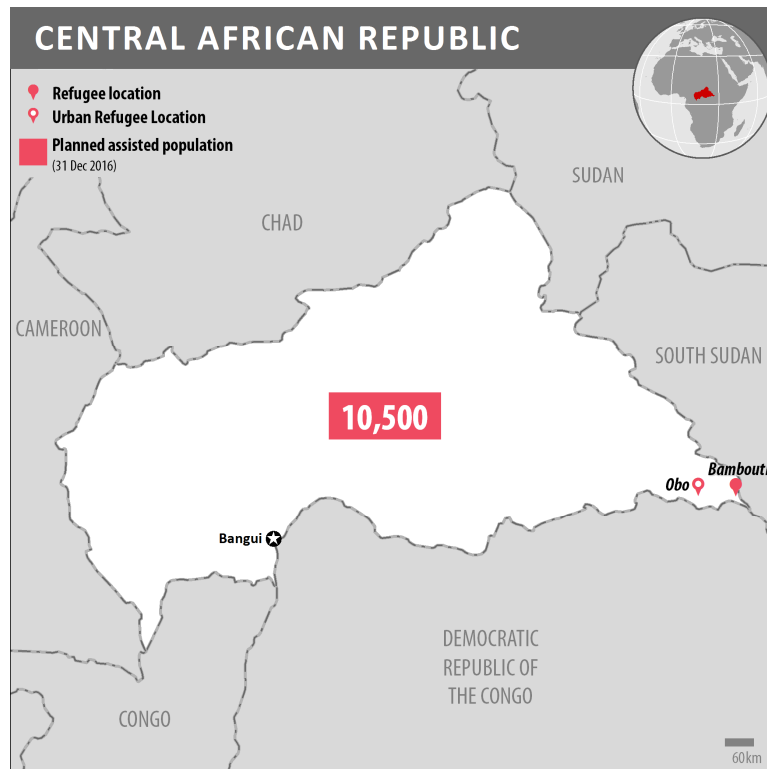 CENTRAL AFRICAN REPUBLIC
Refugee location
Urban Refugee Location
Planned assisted population
(31 Dec 2016)
SUDAN
CHAD
CAMEROON
SOUTH SUDAN
10,500
Bambouti
Obo
Bangui
DEMOCRATIC
REPUBLIC OF
THE CONGO
CONGO
60km